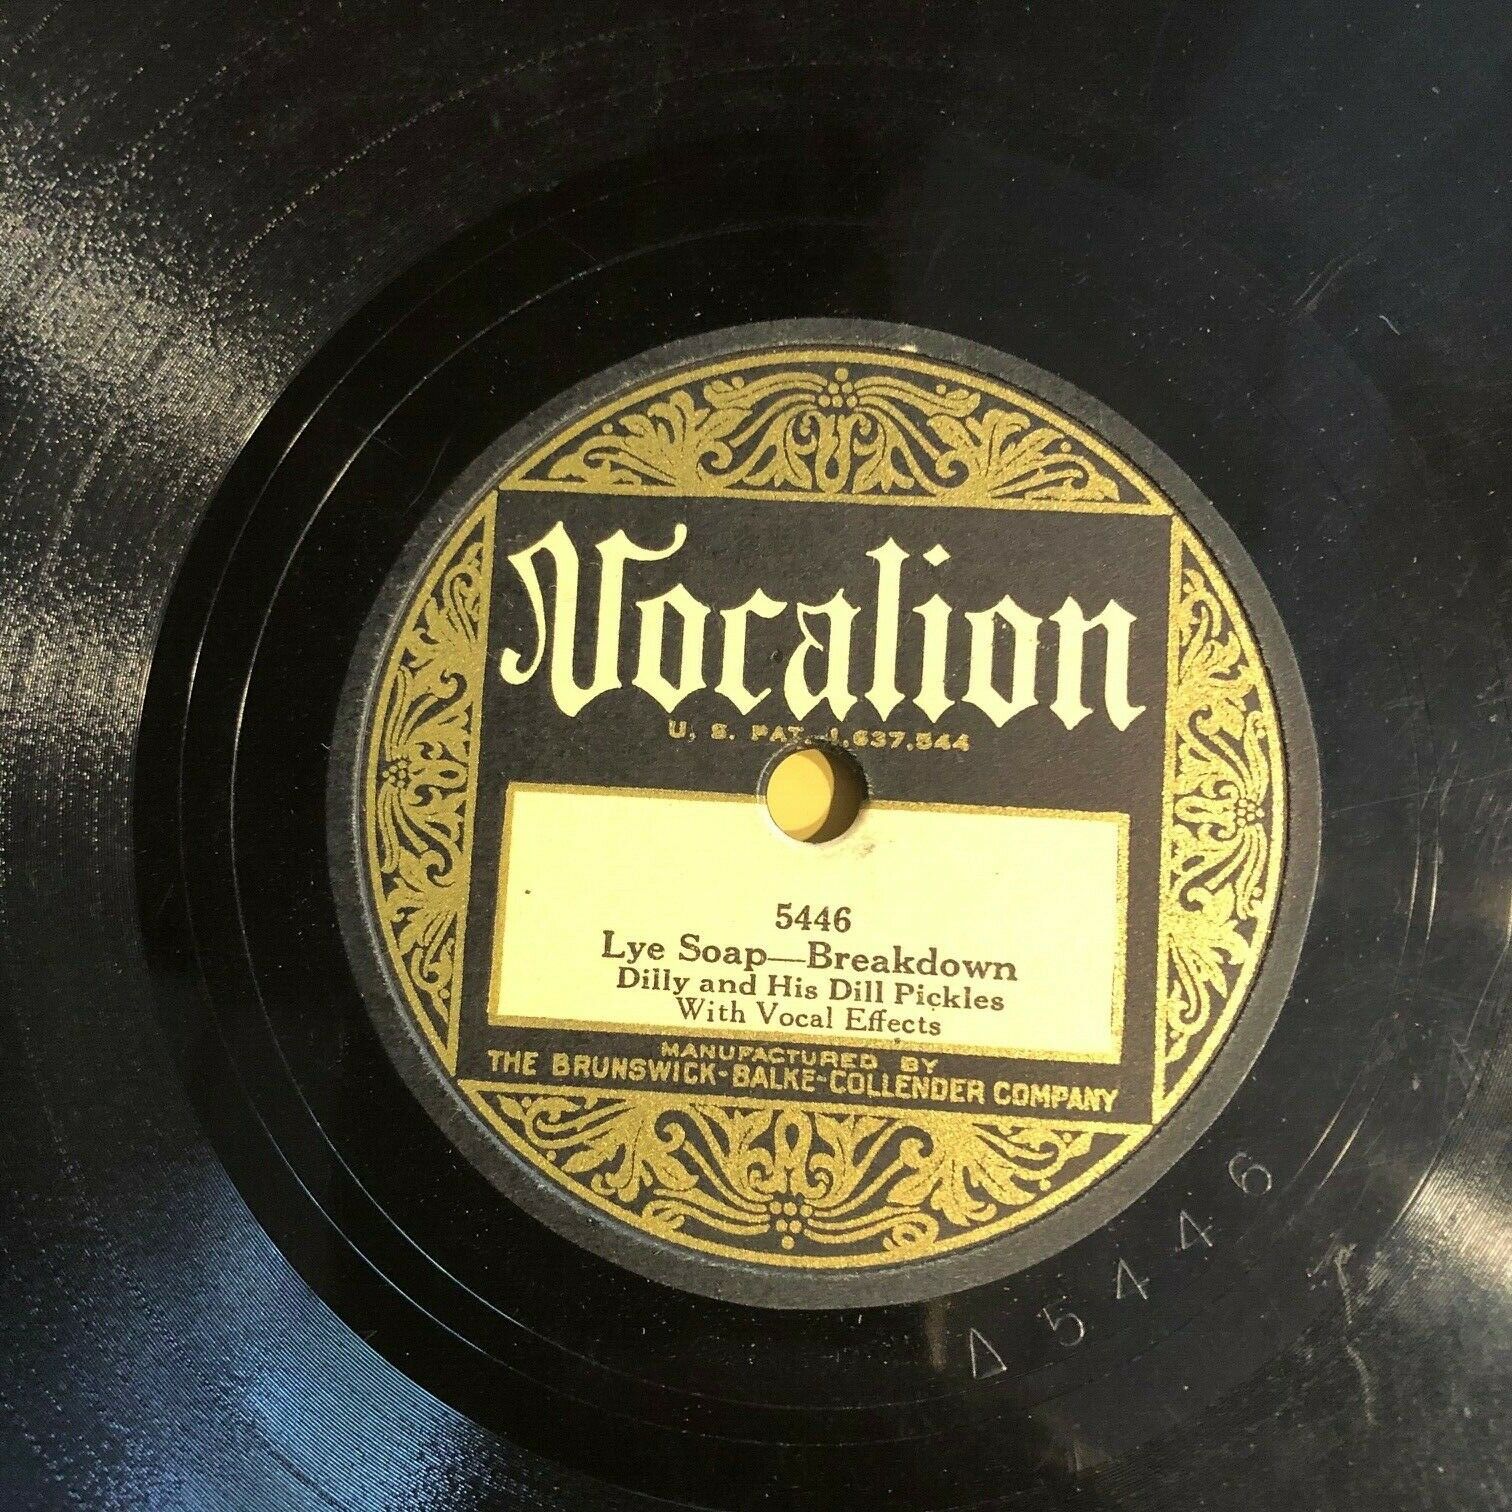 Vocalion
U. S. PAT. 1,637,544
5446
Lye Soap—Breakdown
Dilly and His Dill Pickles
With Vocal Effects
MANUFACTURED BY
THE BRUNSWICK-BALKE-COLLENDER COMPANY
5446